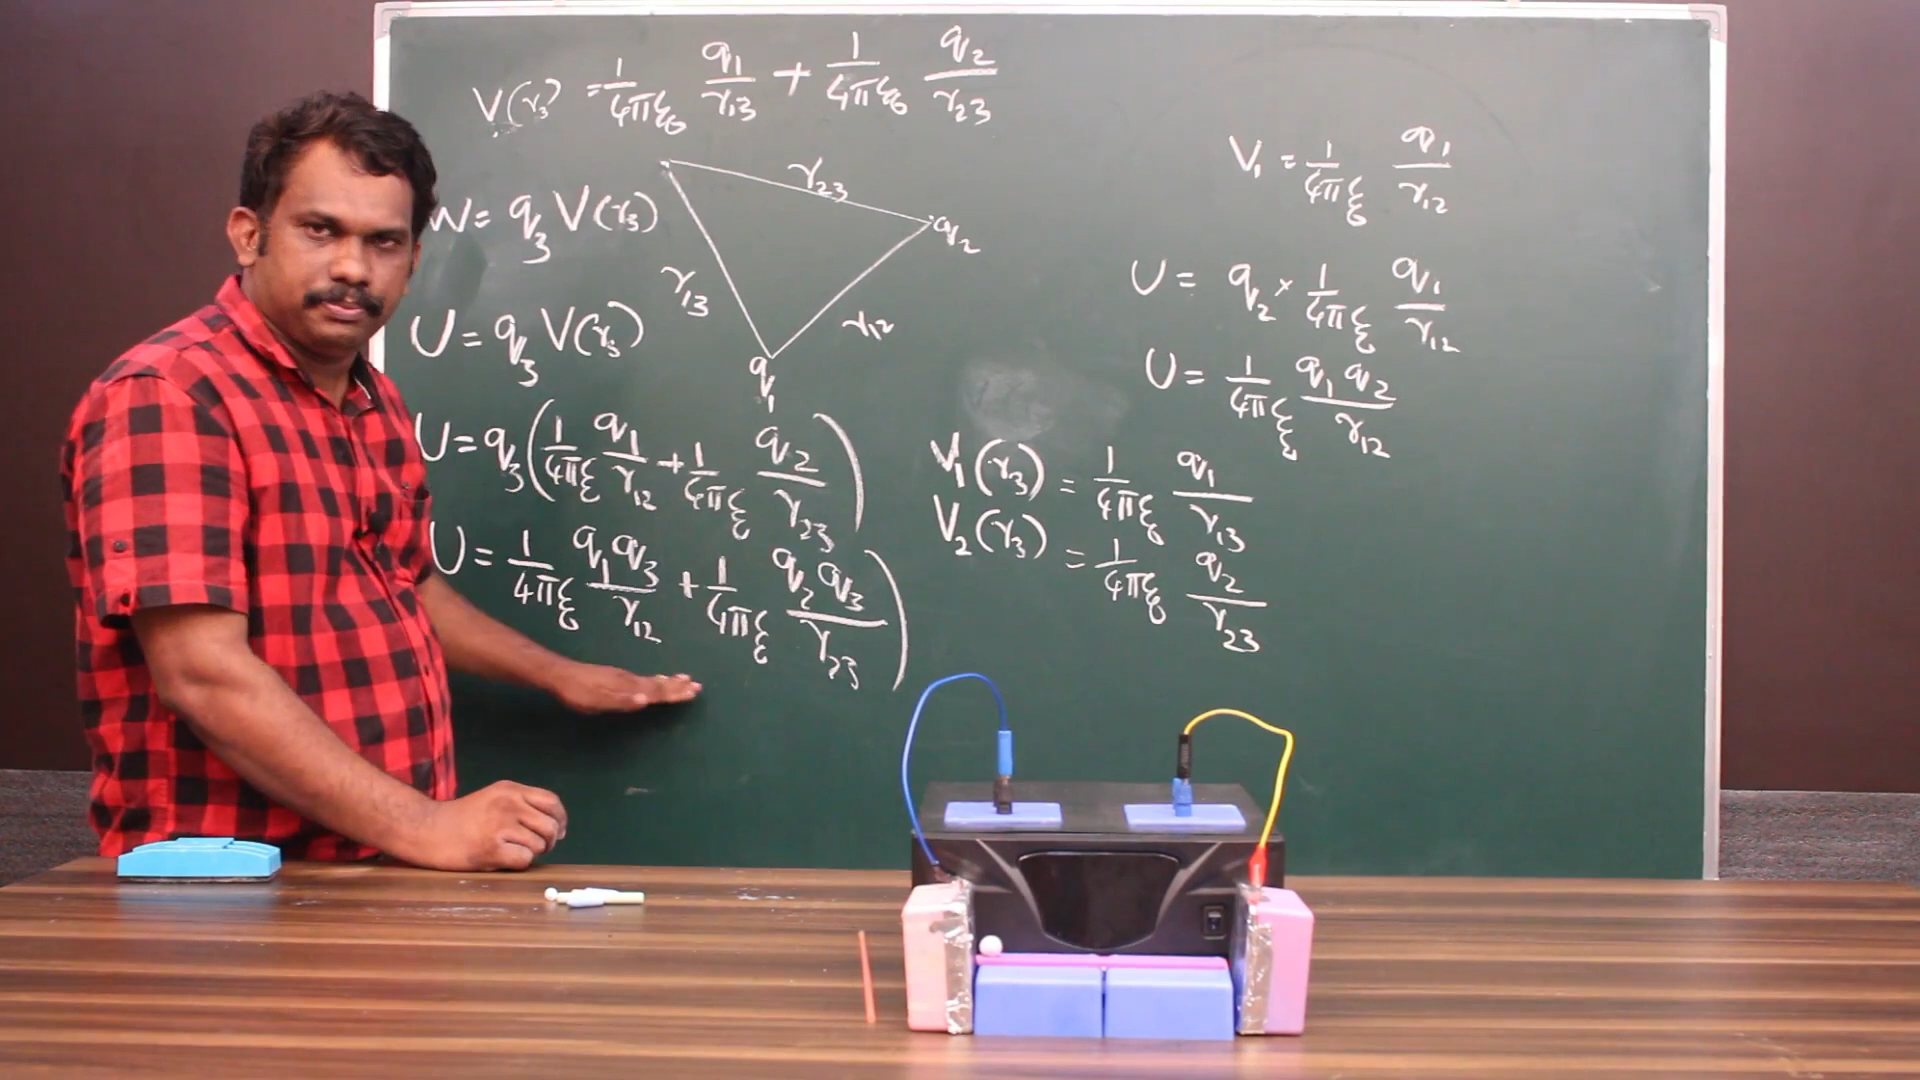 V(r₃) = 1/4πε₀ q₁/r₁₃ + 1/4πε₀ q₂/r₂₃
r₂₃
q₂
W = q₃ V(r₃)
r₁₃
r₁₂
U = q₃ V(r₃)
q₁
U = q₃(1/4πε q₁/r₁₂ + 1/4πε q₂/r₂₃)
U = 1/4πε q₁q₃/r₁₂ + 1/4πε q₂q₃/r₂₃)
V₁ = 1/4πε q₁/r₁₂
U = q₂ × 1/4πε q₁/r₁₂
U = 1/4πε q₁q₂/r₁₂
V₁(r₃) = 1/4πε₀ q₁/r₁₃
V₂(r₃) = 1/4πε₀ q₂/r₂₃